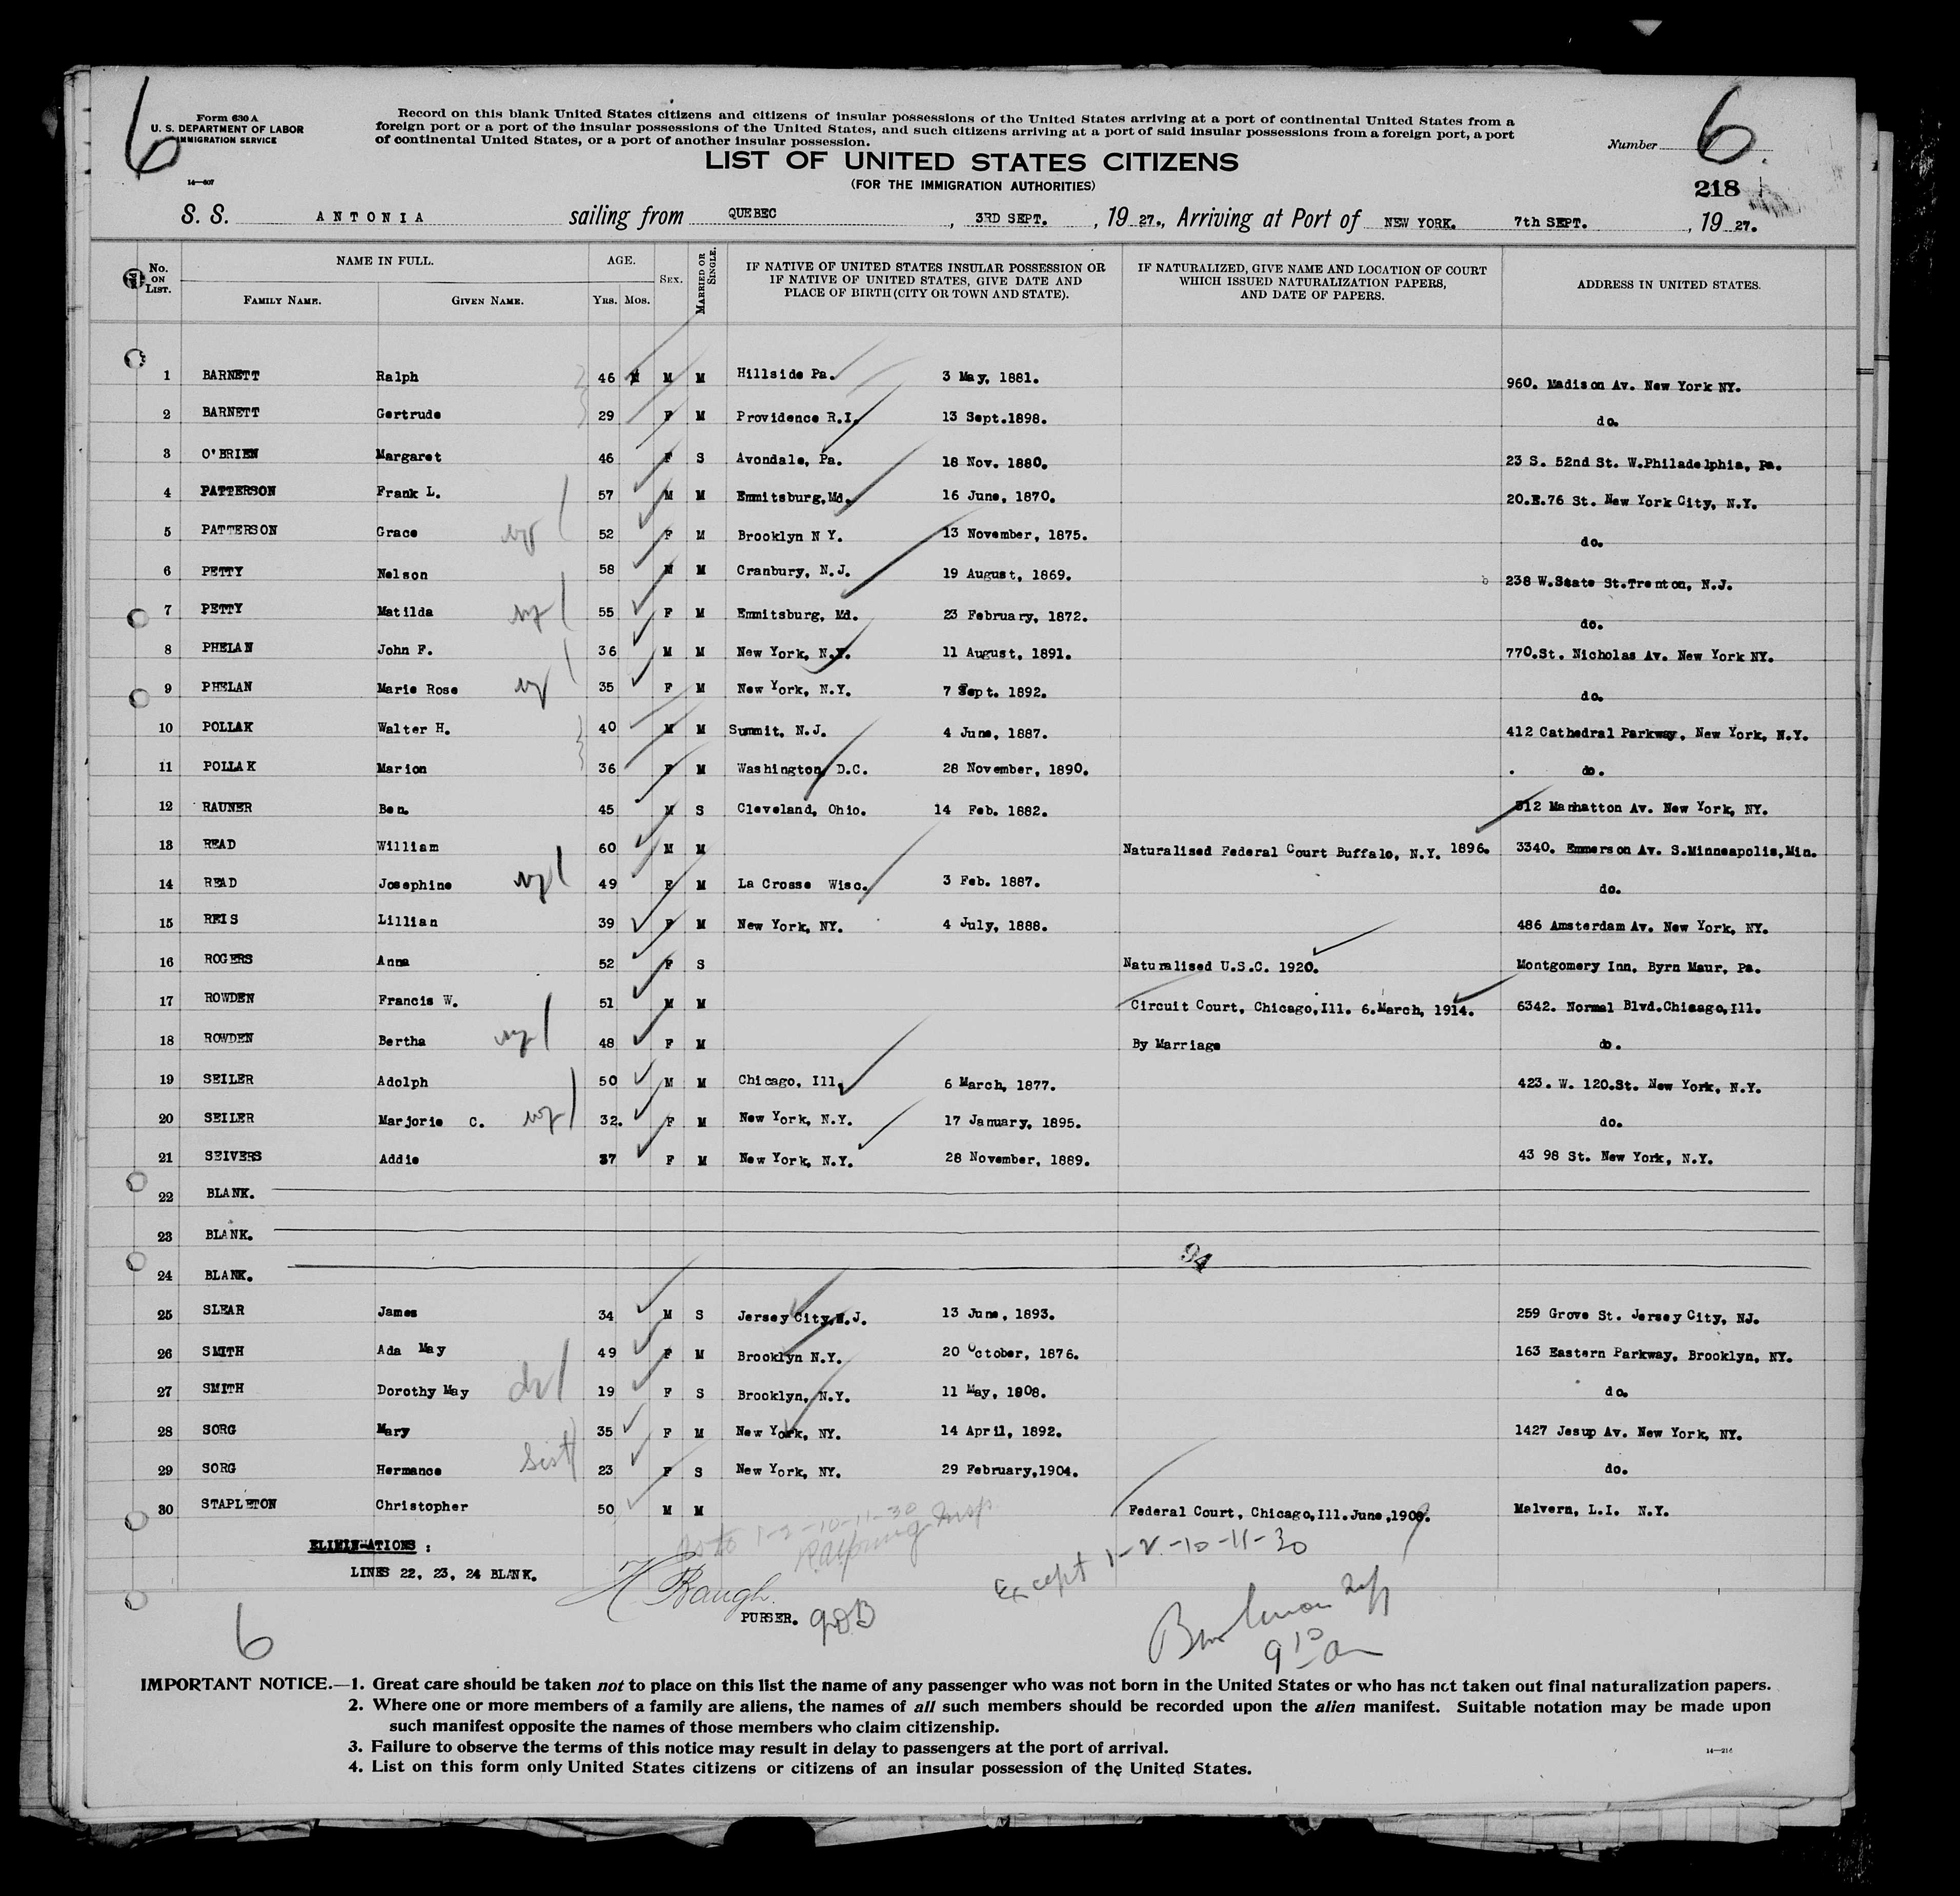 6
6.
Form 630 A
U. S. DEPARTMENT OF LABOR
IMMIGRATION SERVICE
14—607
Record on this blank United States citizens and citizens of insular possessions of the United States arriving at a port of continental United States from a
foreign port or a port of the insular possessions of the United States, and such citizens arriving at a port of said insular possessions from a foreign port, a port
of continental United States, or a port of another insular possession.
Number
LIST OF UNITED STATES CITIZENS
(FOR THE IMMIGRATION AUTHORITIES)
218
S. S. ANTONIA sailing from QUEBEC, 3RD SEPT., 19 27., Arriving at Port of NEW YORK. 7th SEPT., 19 27.
No. ON LIST. NAME IN FULL. AGE. SEX. MARRIED OR SINGLE. IF NATIVE OF UNITED STATES INSULAR POSSESSION OR IF NATIVE OF UNITED STATES, GIVE DATE AND PLACE OF BIRTH (CITY OR TOWN AND STATE). IF NATURALIZED, GIVE NAME AND LOCATION OF COURT WHICH ISSUED NATURALIZATION PAPERS, AND DATE OF PAPERS. ADDRESS IN UNITED STATES.
FAMILY NAME. GIVEN NAME. YRS. MOS.
1 BARNETT Ralph 46 M M M Hillside Pa. 3 May, 1881. 960. Madison Av. New York NY.
2 BARNETT Gertrude 29 F M Providence R.I. 13 Sept.1898. do.
3 O'BRIEN Margaret 46 F S Avondale, Pa. 18 Nov. 1880. 23 S. 52nd St. W.Philadelphia, Pa.
4 PATTERSON Frank L. 57 M M Emmitsburg,Md. 16 June, 1870. 20.E.76 St. New York City, N.Y.
5 PATTERSON Grace 52 F M Brooklyn N Y. 13 November, 1875. do.
6 PETTY Nelson 58 M M Cranbury, N.J. 19 August, 1869. 238 W.State St.Trenton, N.J.
7 PETTY Matilda 55 F M Emmitsburg, Md. 23 February, 1872. do.
8 PHELAN John F. 36 M M New York, N.Y. 11 August, 1891. 770.St. Nicholas Av. New York NY.
9 PHELAN Marie Rose 35 F M New York, N.Y. 7 Sept. 1892. do.
10 POLLAK Walter H. 40 M M Summit, N.J. 4 June, 1887. 412 Cathedral Parkway, New York, N.Y.
11 POLLAK Marion 36 F M Washington, D.C. 28 November, 1890. do.
12 RAUNER Ben. 45 M S Cleveland, Ohio. 14 Feb. 1882. 312 Manhatton Av. New York, NY.
13 READ William 60 M M Naturalised Federal Court Buffalo, N.Y. 1896. 3340. Emmerson Av. S.Minneapolis,Min.
14 READ Josephine 49 F M La Crosse Wisc. 3 Feb. 1887. do.
15 REIS Lillian 39 F M New York, NY. 4 July, 1888. 486 Amsterdam Av. New York, NY.
16 ROGERS Anna 52 F S Naturalised U.S.C. 1920. Montgomery Inn, Byrn Maur, Pa.
17 ROWDEN Francis W. 51 M M Circuit Court, Chicago,Ill. 6.March, 1914. 6342. Normal Blvd.Chicago,Ill.
18 ROWDEN Bertha 48 F M By Marriage do.
19 SEILER Adolph 50 M M Chicago, Ill. 6 March, 1877. 423. W. 120.St. New York, N.Y.
20 SEILER Marjorie C. 32. F M New York, N.Y. 17 January, 1895. do.
21 SEIVERS Addie 37 F M New York, N.Y. 28 November, 1889. 43 98 St. New York, N.Y.
22 BLANK.
23 BLANK.
94
24 BLANK.
25 SLEAR James 34 M S Jersey City,N.J. 13 June, 1893. 259 Grove St. Jersey City, NJ.
26 SMITH Ada May 49 F M Brooklyn N.Y. 20 October, 1876. 163 Eastern Parkway, Brooklyn, NY.
27 SMITH Dorothy May 19 F S Brooklyn, N.Y. 11 May, 1908. do.
28 SORG Mary 35 F M New York, NY. 14 April, 1892. 1427 Jesup Av. New York, NY.
29 SORG Hermance sist 23 F S New York, NY. 29 February,1904. do.
30 STAPLETON Christopher 50 M M Federal Court, Chicago,Ill.June,1909. Malvern, L.I. N.Y.
As to 1-2-10-11-30
ELIMINATIONS :
Except 1-2-10-11-30
LINES 22, 23, 24 BLANK.
H Baugh.
PURSER.
6
IMPORTANT NOTICE.—1. Great care should be taken not to place on this list the name of any passenger who was not born in the United States or who has not taken out final naturalization papers.
2. Where one or more members of a family are aliens, the names of all such members should be recorded upon the alien manifest. Suitable notation may be made upon
such manifest opposite the names of those members who claim citizenship.
3. Failure to observe the terms of this notice may result in delay to passengers at the port of arrival.
14—216
4. List on this form only United States citizens or citizens of an insular possession of the United States.